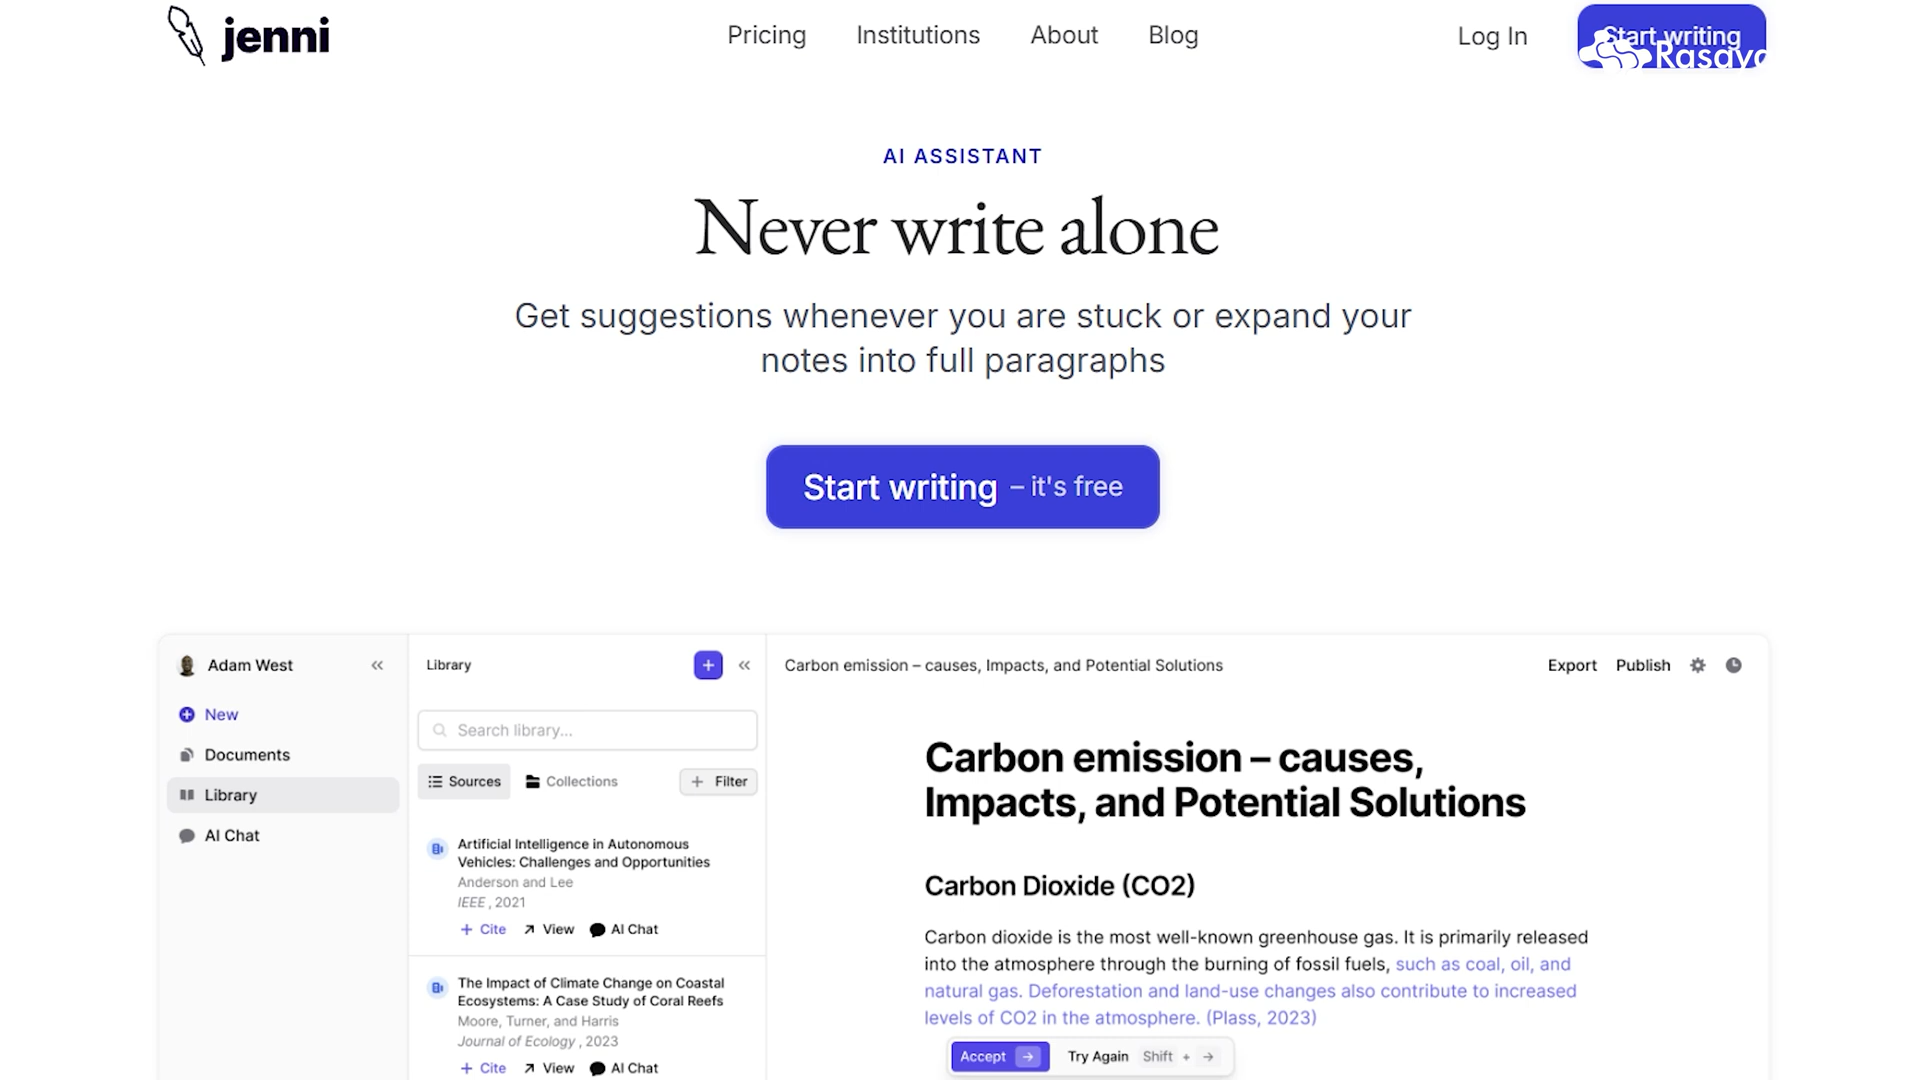 jenni
Pricing
Institutions
About
Blog
Log In
Start writing
AI ASSISTANT
Never write alone
Get suggestions whenever you are stuck or expand your
notes into full paragraphs
Start writing – it's free
Adam West
New
Documents
Library
AI Chat
Library
Search library...
Sources
Collections
Filter
Artificial Intelligence in Autonomous
Vehicles: Challenges and Opportunities
Anderson and Lee
IEEE , 2021
+ Cite
View
AI Chat
The Impact of Climate Change on Coastal
Ecosystems: A Case Study of Coral Reefs
Moore, Turner, and Harris
Journal of Ecology , 2023
+ Cite
View
AI Chat
Carbon emission – causes, Impacts, and Potential Solutions
Export
Publish
Carbon emission – causes,
Impacts, and Potential Solutions
Carbon Dioxide (CO2)
Carbon dioxide is the most well-known greenhouse gas. It is primarily released
into the atmosphere through the burning of fossil fuels, such as coal, oil, and
natural gas. Deforestation and land-use changes also contribute to increased
levels of CO2 in the atmosphere. (Plass, 2023)
Accept →
Try Again Shift + →